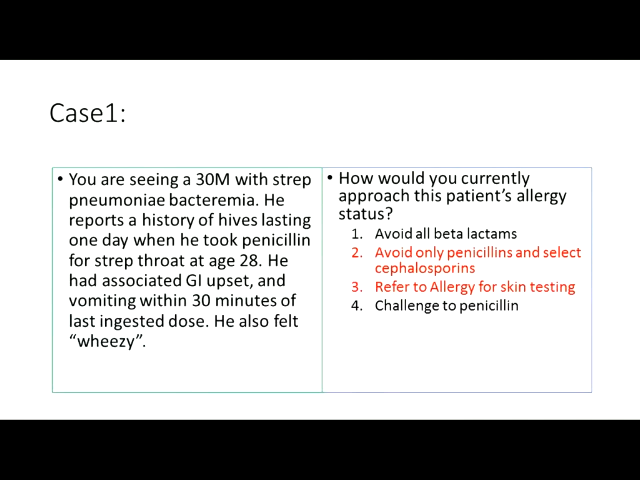 Case1:
• You are seeing a 30M with strep
pneumoniae bacteremia. He
reports a history of hives lasting
one day when he took penicillin
for strep throat at age 28. He
had associated GI upset, and
vomiting within 30 minutes of
last ingested dose. He also felt
“wheezy”.
• How would you currently
approach this patient’s allergy
status?
1. Avoid all beta lactams
2. Avoid only penicillins and select
cephalosporins
3. Refer to Allergy for skin testing
4. Challenge to penicillin